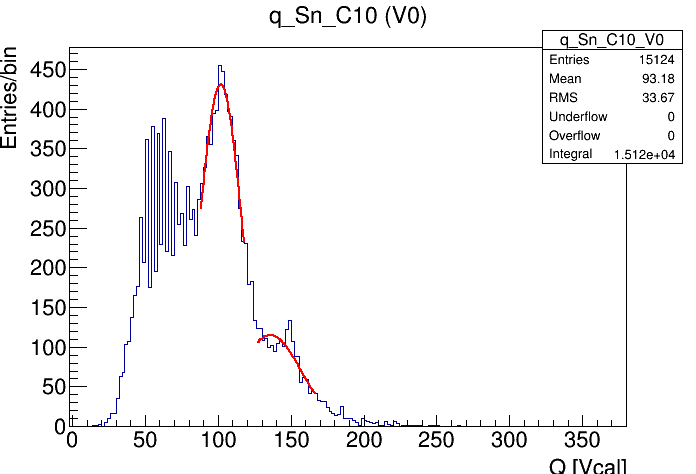 q_Sn_C10 (V0)
q_Sn_C10_V0
Entries 15124
Mean 93.18
RMS 33.67
Underflow 0
Overflow 0
Integral 1.512e+04
Entries/bin
450
400
350
300
250
200
150
100
50
0
0 50 100 150 200 250 300 350
Q [Vcal]